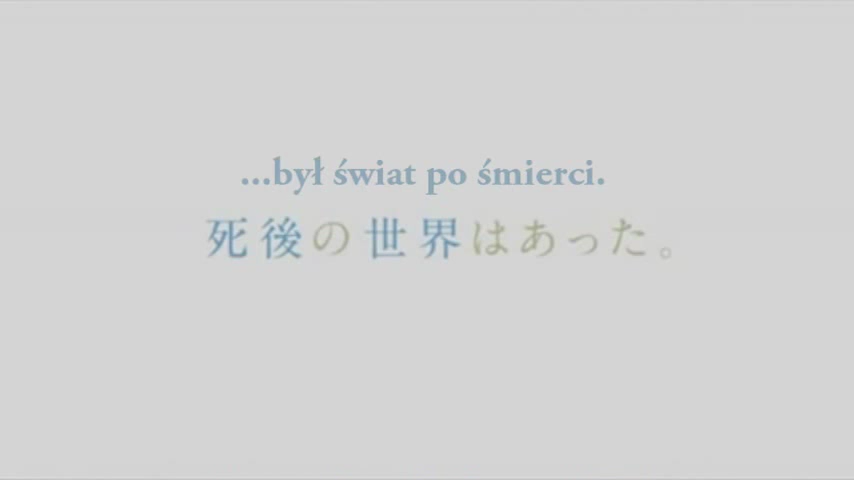 ...był świat po śmierci.
死後の世界はあった。